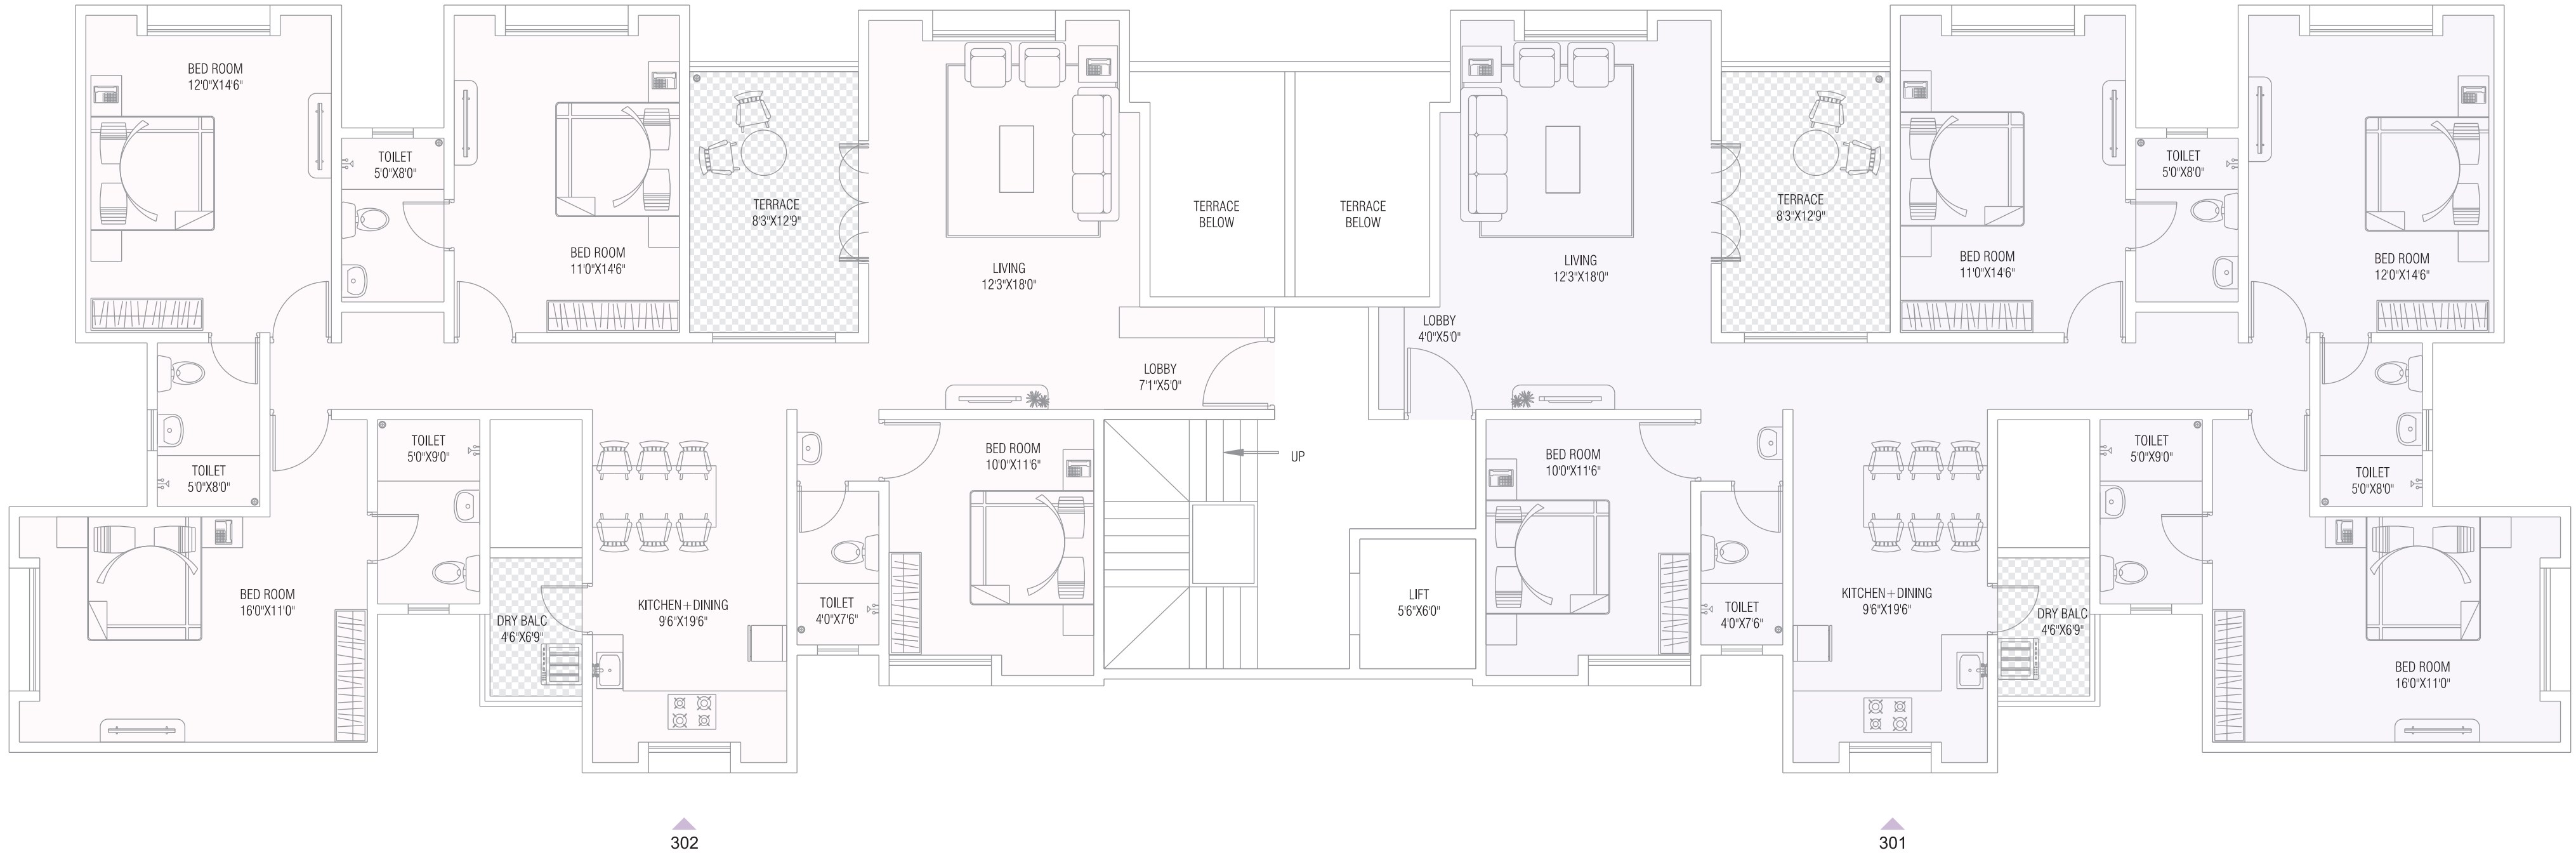 BED ROOM
12'0"X14'6"
TOILET
5'0"X8'0"
BED ROOM
11'0"X14'6"
TERRACE
8'3"X12'9"
LIVING
12'3"X18'0"
TERRACE
BELOW
TERRACE
BELOW
LIVING
12'3"X18'0"
TERRACE
8'3"X12'9"
BED ROOM
11'0"X14'6"
TOILET
5'0"X8'0"
BED ROOM
12'0"X14'6"
LOBBY
7'1"X5'0"
LOBBY
4'0"X5'0"
TOILET
5'0"X8'0"
TOILET
5'0"X9'0"
BED ROOM
10'0"X11'6"
UP
BED ROOM
10'0"X11'6"
TOILET
5'0"X9'0"
TOILET
5'0"X8'0"
BED ROOM
16'0"X11'0"
DRY BALC
4'6"X6'9"
KITCHEN+DINING
9'6"X19'6"
TOILET
4'0"X7'6"
LIFT
5'6"X6'0"
TOILET
4'0"X7'6"
KITCHEN+DINING
9'6"X19'6"
DRY BALC
4'6"X6'9"
BED ROOM
16'0"X11'0"
302
301